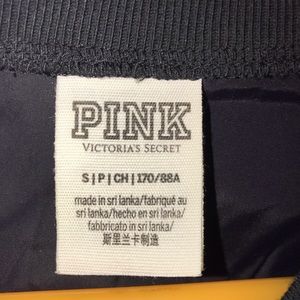 PINK
VICTORIA'S SECRET
S|P|CH|170/88A
made in sri lanka/fabriqué au
sri lanka/hecho en sri lanka/
fabbricato in sri lanka/
斯里兰卡制造